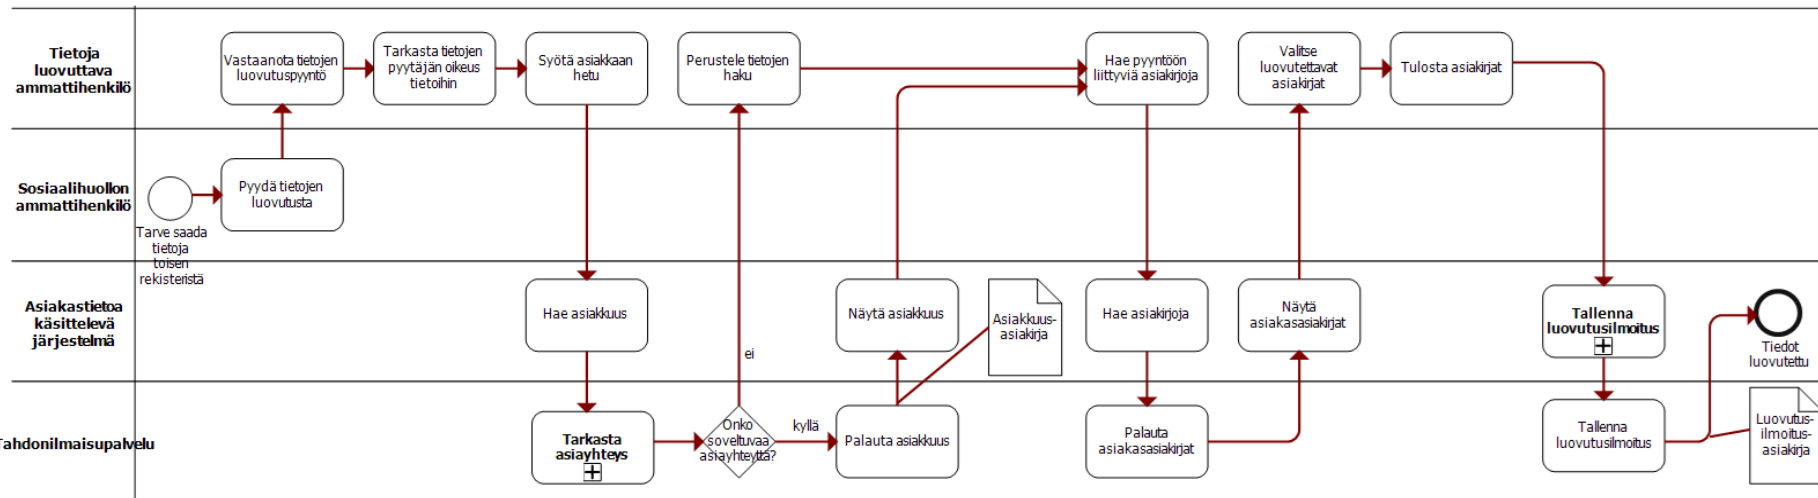 Tietoja
luovuttava
ammattihenkilö
Vastaanota tietojen
luovutuspyyntö
Tarkasta tietojen
pyytäjän oikeus
tietoihin
Syötä asiakkaan
hetu
Perustele tietojen
haku
Hae pyyntöön
liittyviä asiakirjoja
Valitse
luovutettavat
asiakirjat
Tulosta asiakirjat
Sosiaalihuollon
ammattihenkilö
Tarve saada
tietoja
toisen
rekisteristä
Pyydä tietojen
luovutusta
Asiakastietoa
käsittelevä
järjestelmä
Hae asiakkuus
ei
Näytä asiakkuus
Asiakkuus-
asiakirja
Hae asiakirjoja
Näytä
asiakasasiakirjat
Tallenna
luovutusilmoitus
Tiedot
luovutettu
Tahdonilmaisupalvelu
Tarkasta
asiayhteys
Onko
soveltuvaa
asiayhteyttä?
kyllä
Palauta asiakkuus
Palauta
asiakasasiakirjat
Tallenna
luovutusilmoitus
Luovutus-
ilmoitus-
asiakirja